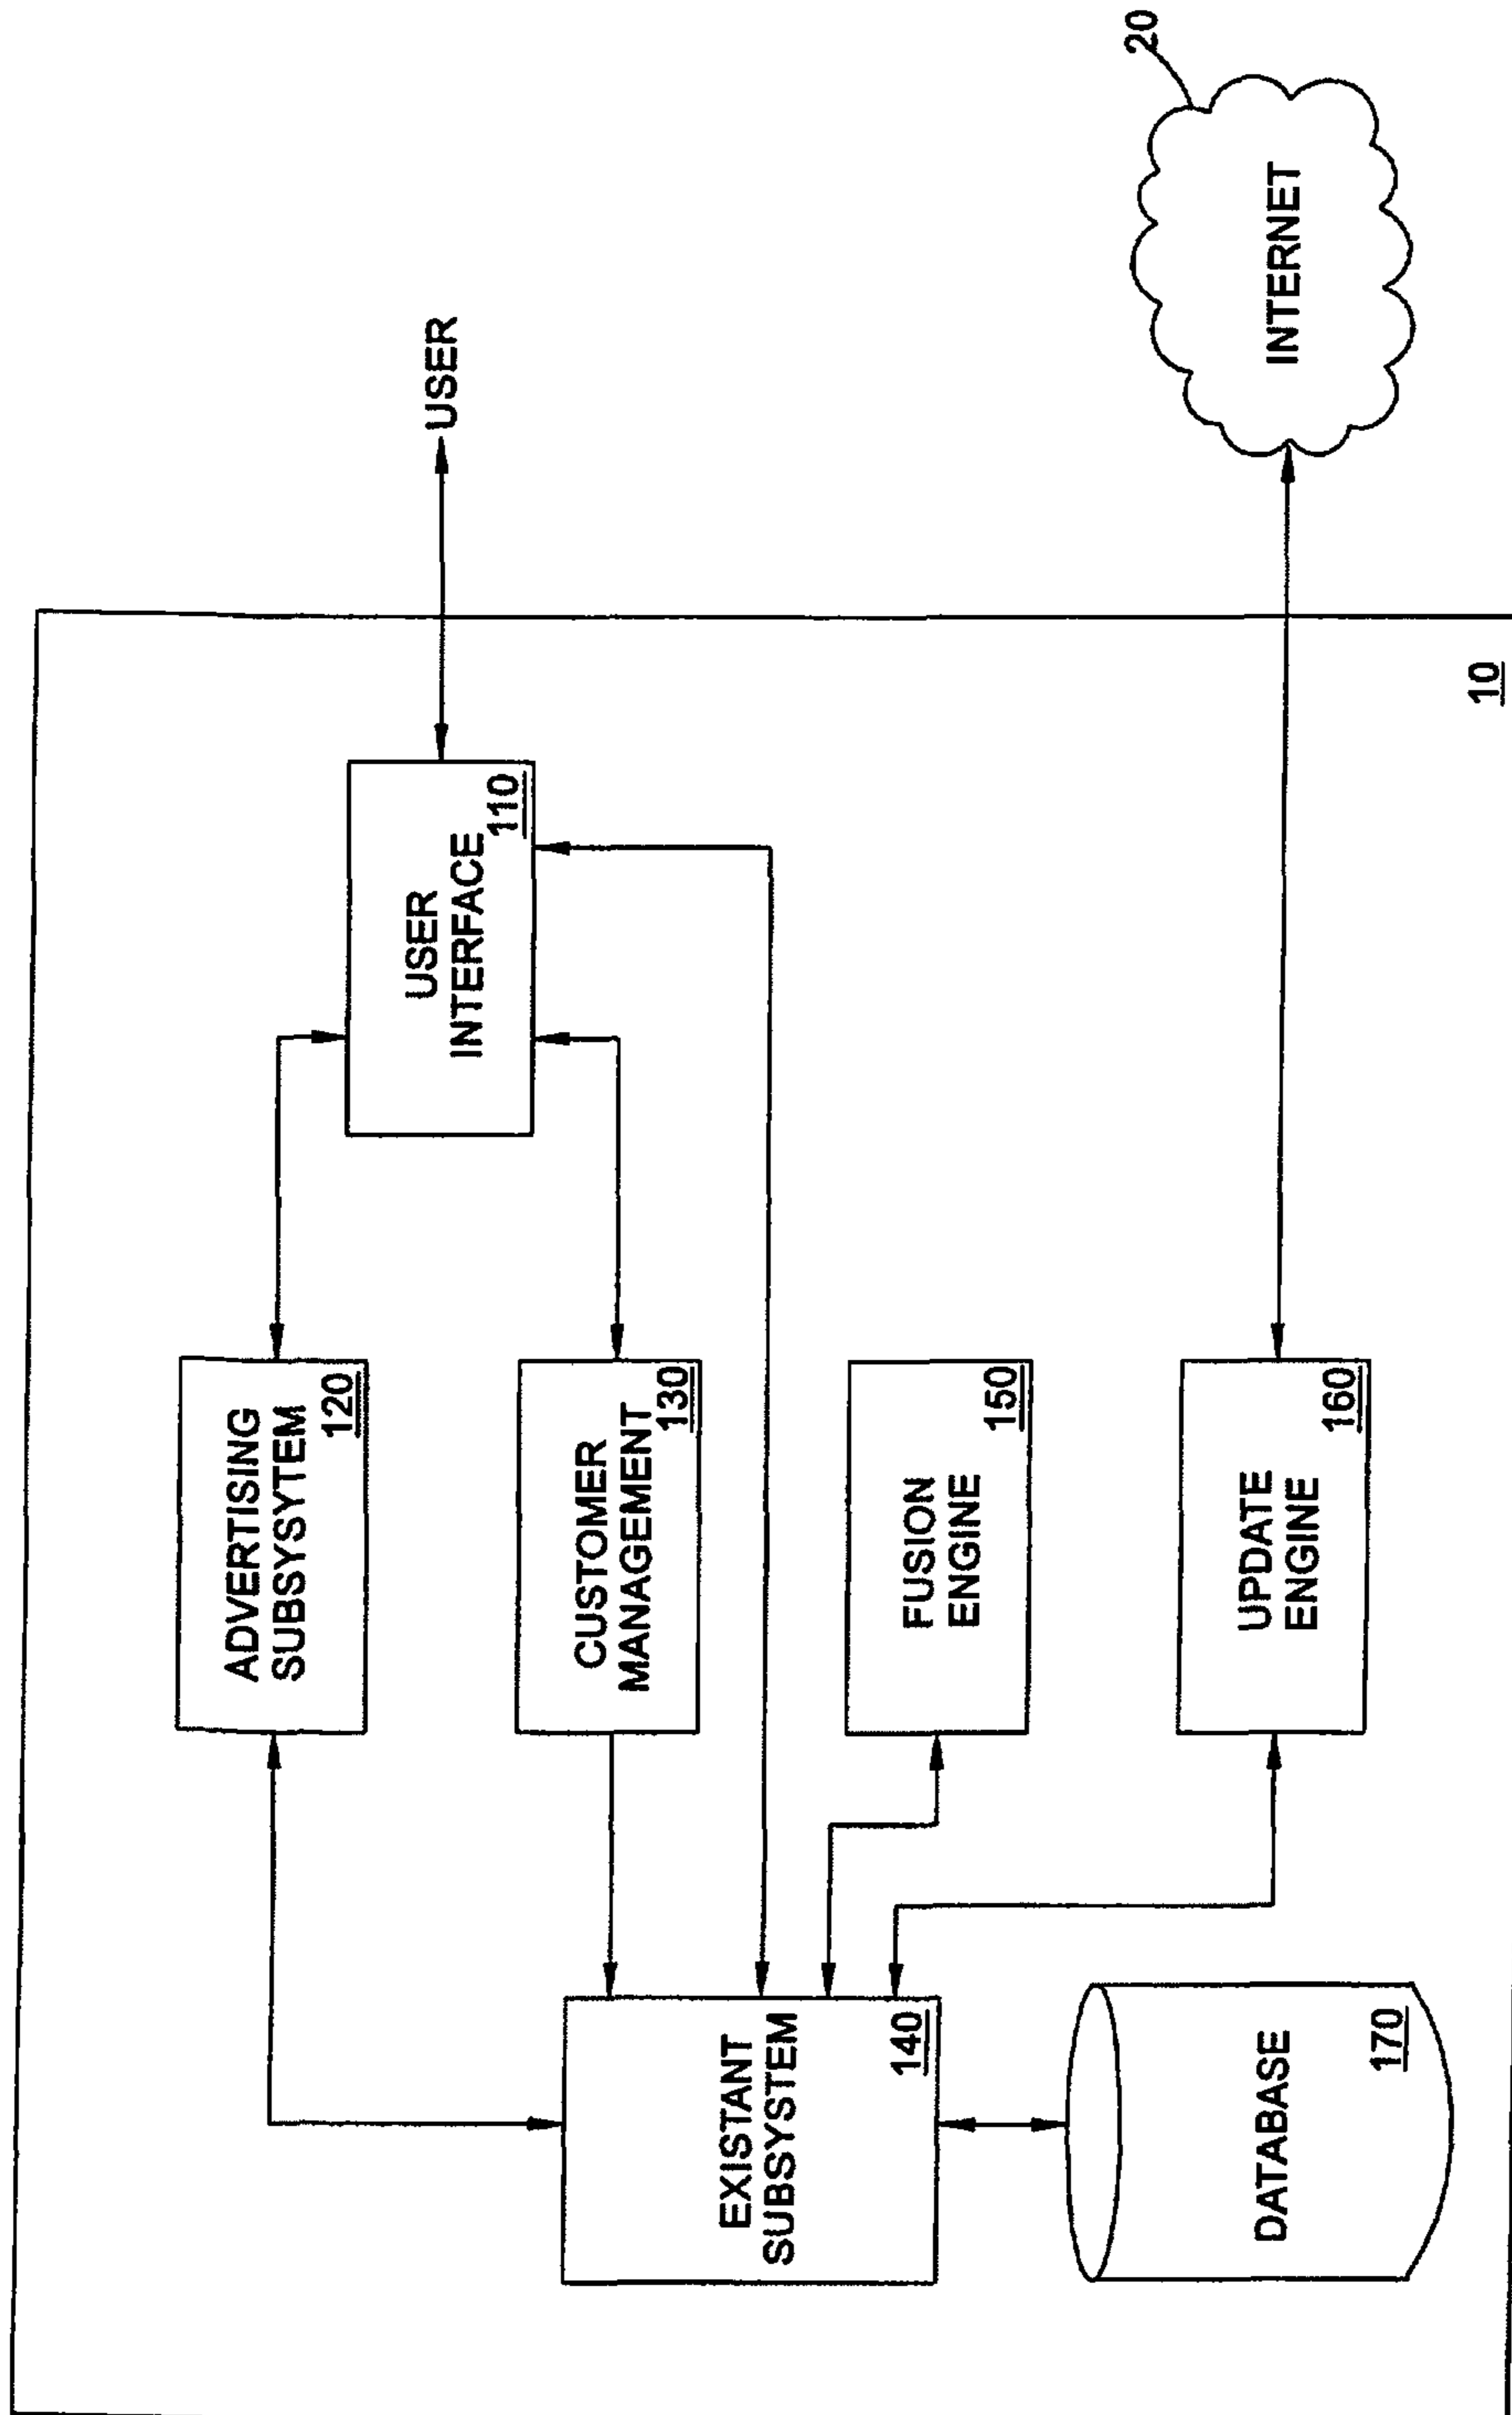 ADVERTISING
SUBSYSYTEM
120
USER
INTERFACE
110
USER
CUSTOMER
MANAGEMENT
130
EXISTANT
SUBSYSTEM
140
FUSION
ENGINE
150
UPDATE
ENGINE
160
DATABASE
170
INTERNET
20
10